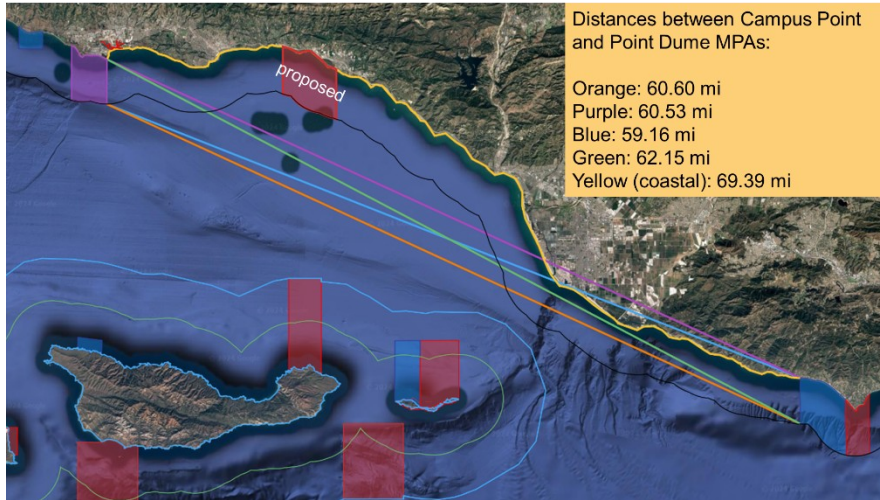 Distances between Campus Point
and Point Dume MPAs:
Orange: 60.60 mi
Purple: 60.53 mi
Blue: 59.16 mi
Green: 62.15 mi
Yellow (coastal): 69.39 mi
proposed